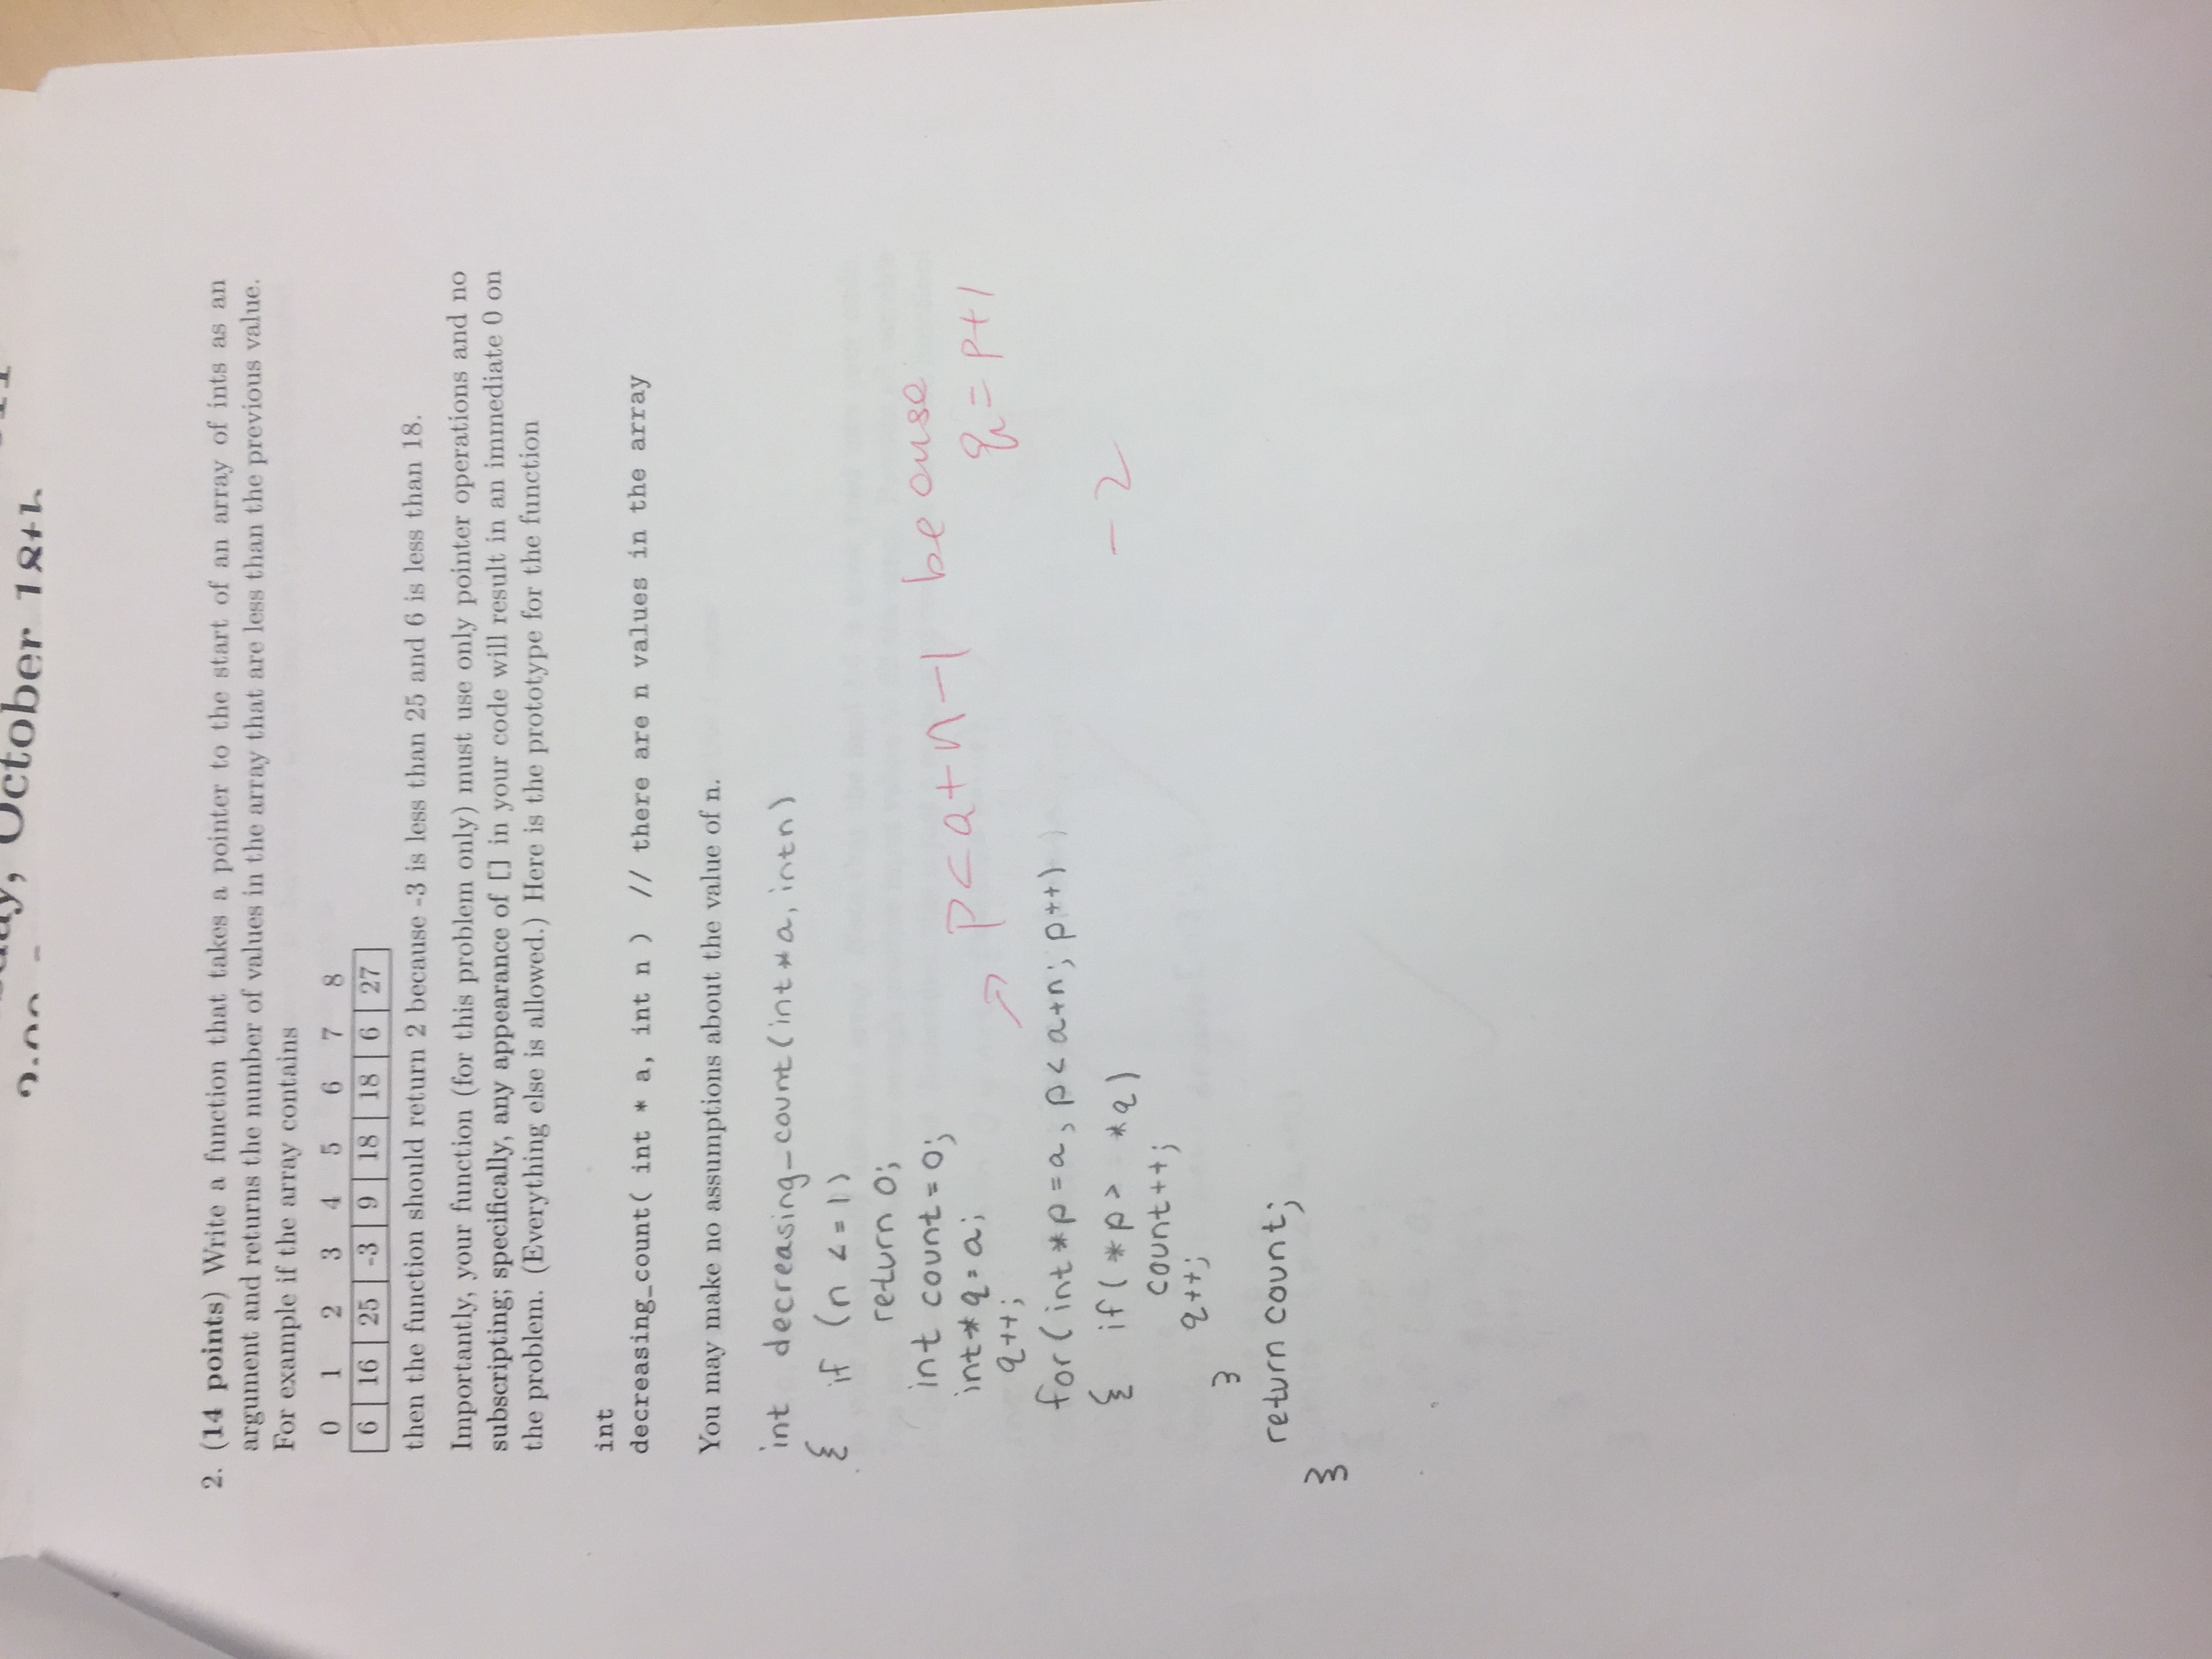 October 18th
2. (14 points) Write a function that takes a pointer to the start of an array of ints as an
argument and returns the number of values in the array that are less than the previous value.
For example if the array contains
0 1 2 3 4 5 6 7 8
6 16 25 -3 9 18 18 6 27
then the function should return 2 because -3 is less than 25 and 6 is less than 18.
Importantly, your function (for this problem only) must use only pointer operations and no
subscripting; specifically, any appearance of [] in your code will result in an immediate 0 on
the problem. (Everything else is allowed.) Here is the prototype for the function
int
decreasing_count( int * a, int n ) // there are n values in the array
You may make no assumptions about the value of n.
int decreasing_count(int*a, int n)
{ if (n <= 1)
return 0;
int count = 0;
p<a+n-1 because
int* q = a;
q = p+1
q++;
for(int*p=a; p<a+n; p++)
{ if(*p> *q)
-2
count++;
q++;
}
return count;
}